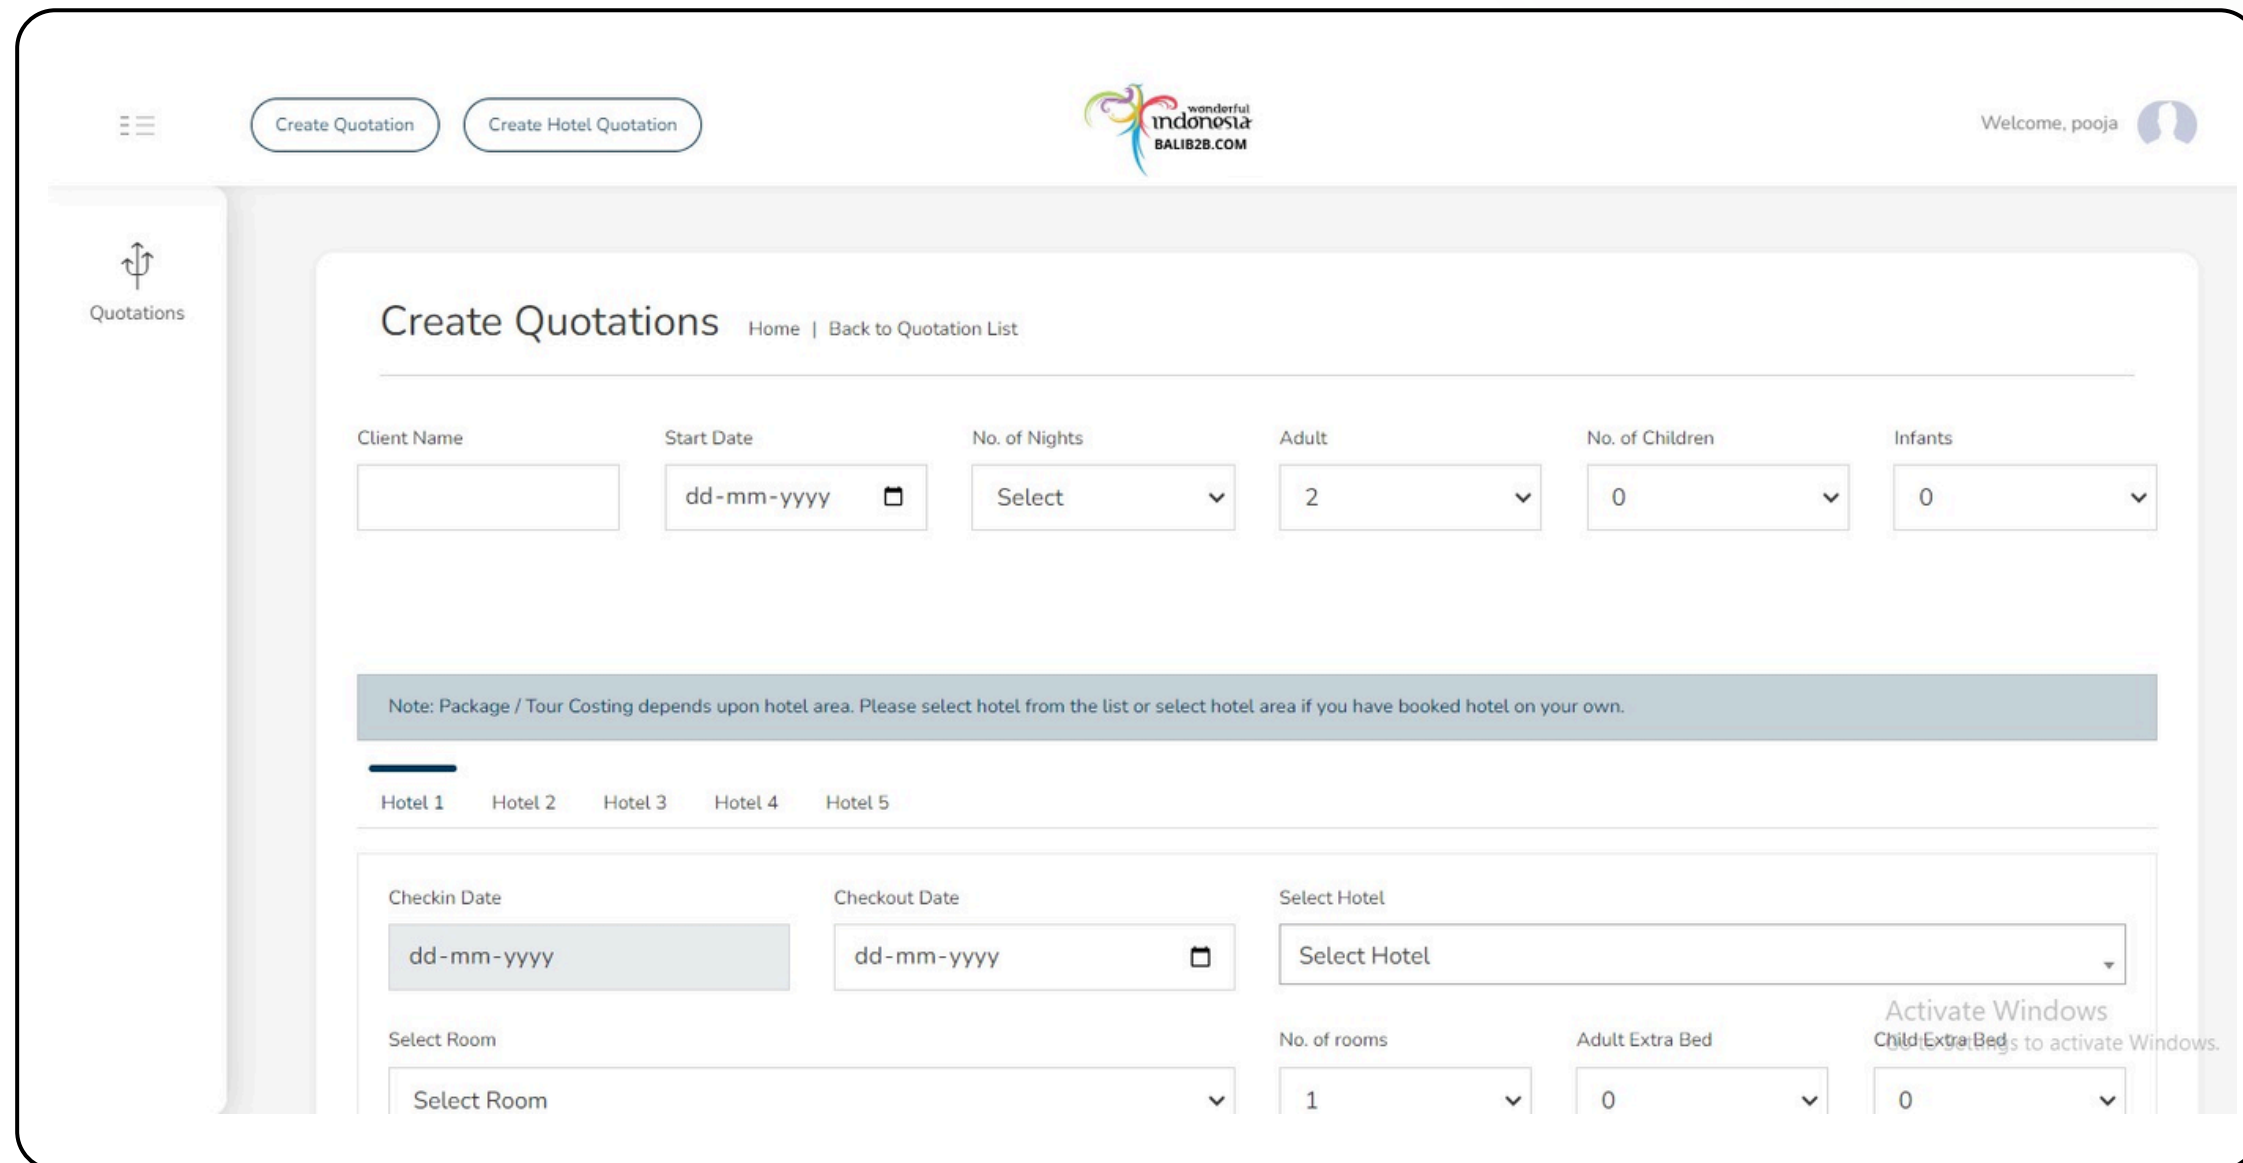 Create Quotation Create Hotel Quotation
wonderful
indonesia
BALIB2B.COM
Welcome, pooja
Quotations
Create Quotations Home | Back to Quotation List
Client Name Start Date No. of Nights Adult No. of Children Infants
dd-mm-yyyy Select 2 0 0
Note: Package / Tour Costing depends upon hotel area. Please select hotel from the list or select hotel area if you have booked hotel on your own.
Hotel 1 Hotel 2 Hotel 3 Hotel 4 Hotel 5
Checkin Date Checkout Date Select Hotel
dd-mm-yyyy dd-mm-yyyy Select Hotel
Activate Windows
Select Room No. of rooms Adult Extra Bed Child Extra Bed
Go to Settings to activate Windows.
Select Room 1 0 0